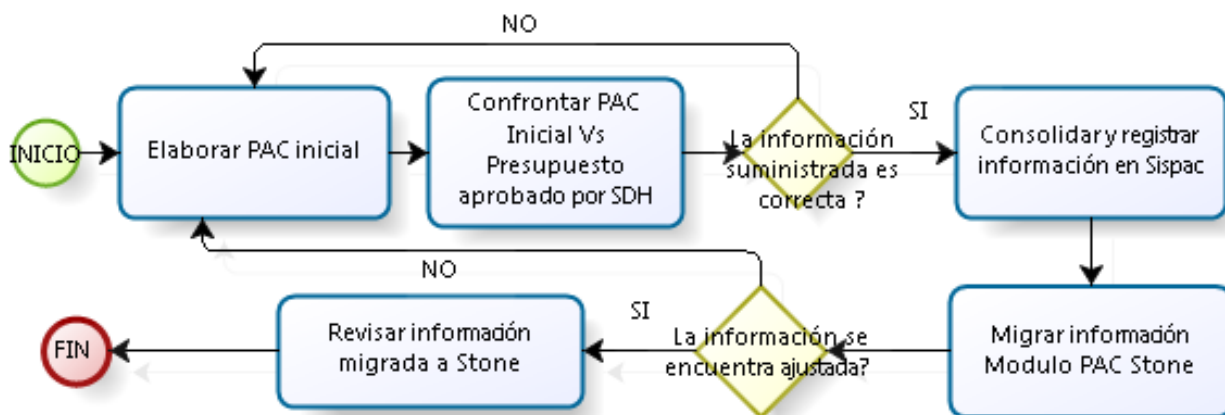 NO
INICIO
Elaborar PAC inicial
Confrontar PAC
Inicial Vs
Presupuesto
aprobado por SDH
La información
suministrada es
correcta ?
SI
Consolidar y registrar
información en Sispac
NO
FIN
Revisar información
migrada a Stone
SI
La información se
encuentra ajustada?
Migrar información
Modulo PAC Stone